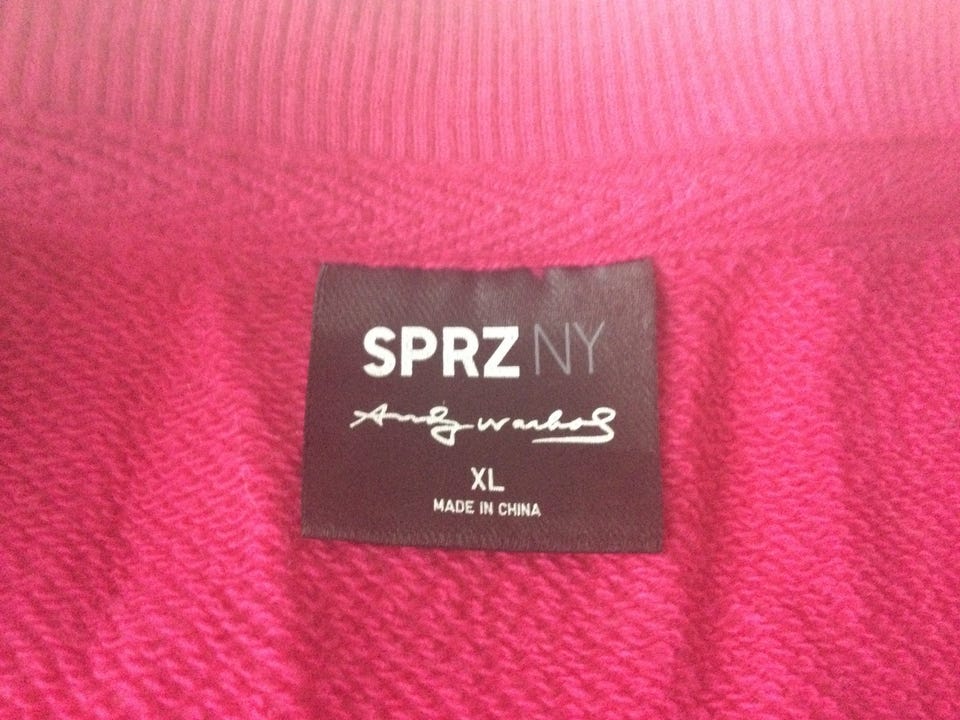 SPRZ NY
Andy Warhol
XL
MADE IN CHINA